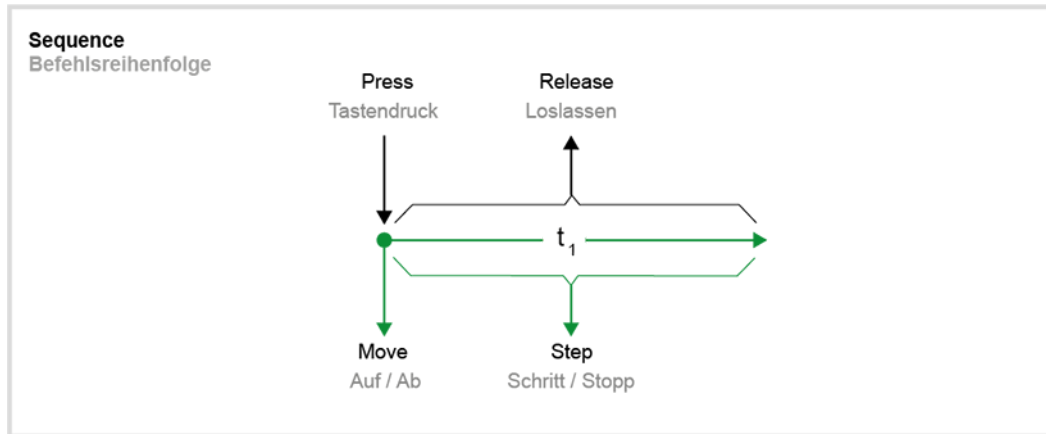 Sequence
Befehlsreihenfolge
Press Release
Tastendruck Loslassen
t1
Move Step
Auf / Ab Schritt / Stopp